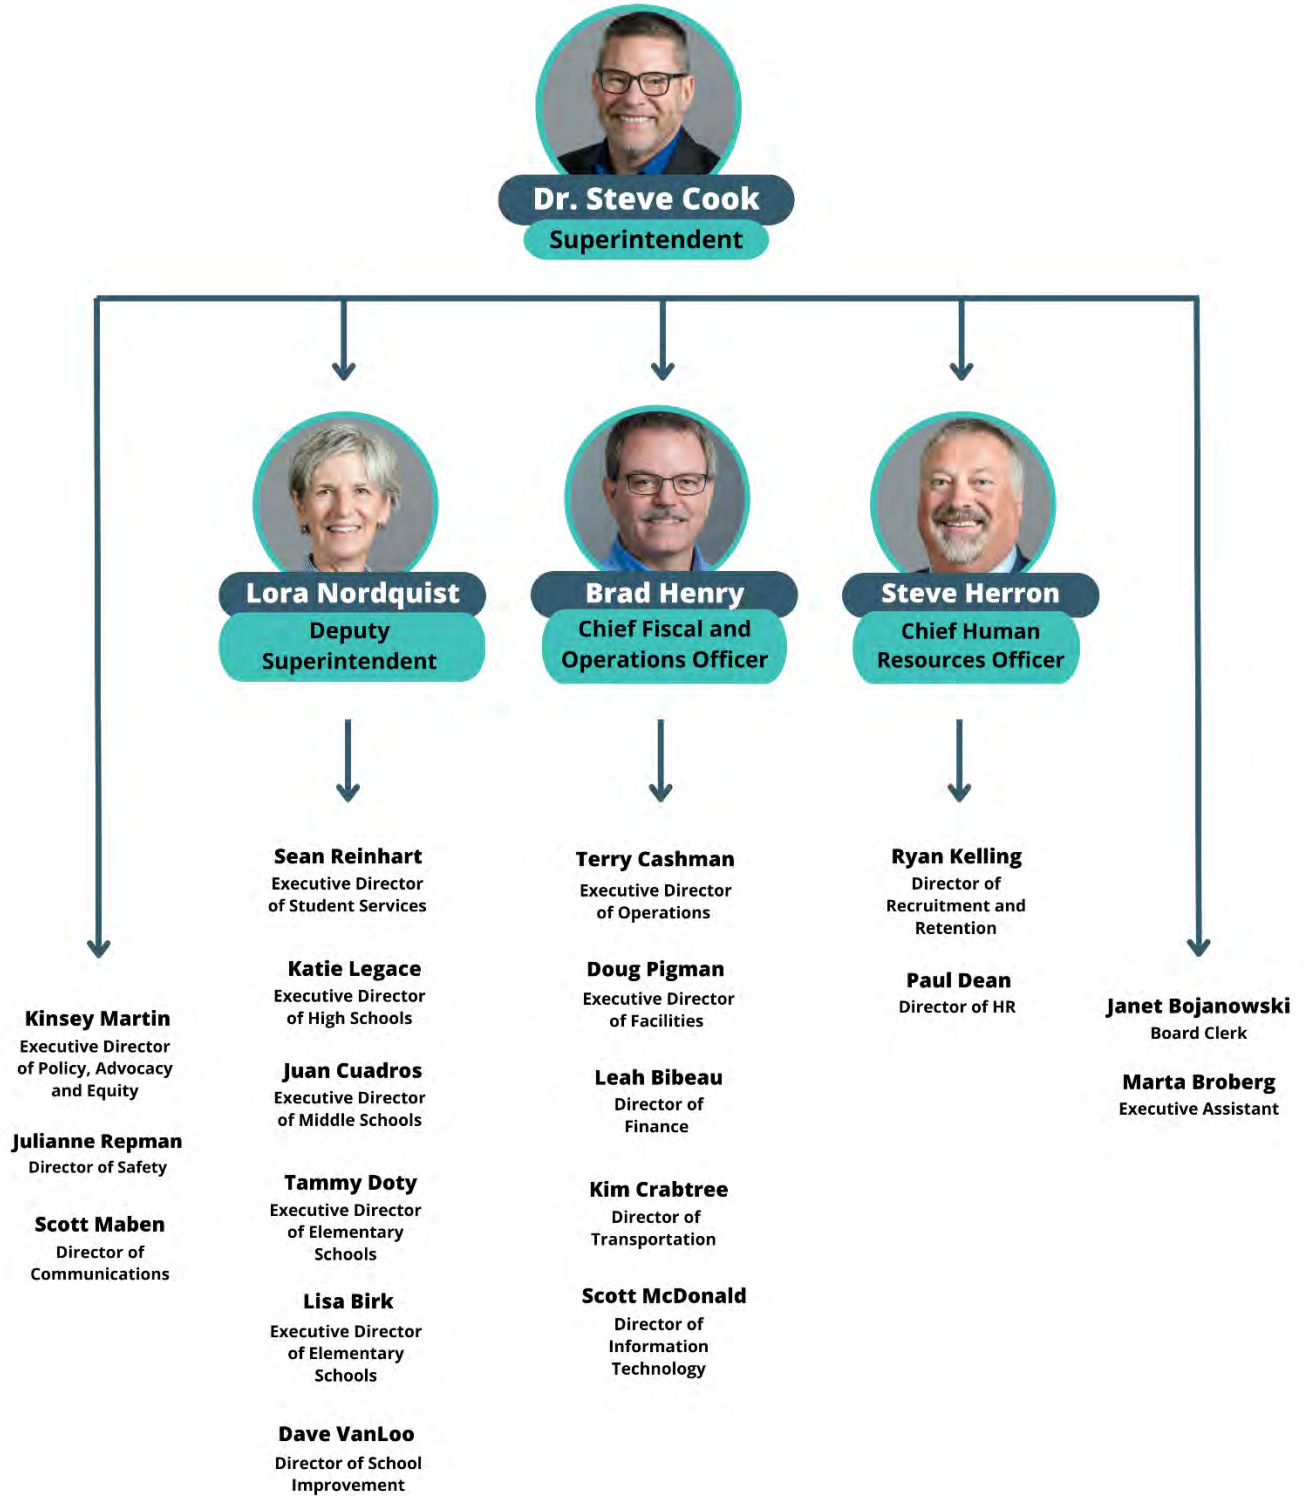 Dr. Steve Cook
Superintendent
Lora Nordquist
Deputy
Superintendent
Brad Henry
Chief Fiscal and
Operations Officer
Steve Herron
Chief Human
Resources Officer
Kinsey Martin
Executive Director
of Policy, Advocacy
and Equity
Julianne Repman
Director of Safety
Scott Maben
Director of
Communications
Sean Reinhart
Executive Director
of Student Services
Katie Legace
Executive Director
of High Schools
Juan Cuadros
Executive Director
of Middle Schools
Tammy Doty
Executive Director
of Elementary
Schools
Lisa Birk
Executive Director
of Elementary
Schools
Dave VanLoo
Director of School
Improvement
Terry Cashman
Executive Director
of Operations
Doug Pigman
Executive Director
of Facilities
Leah Bibeau
Director of
Finance
Kim Crabtree
Director of
Transportation
Scott McDonald
Director of
Information
Technology
Ryan Kelling
Director of
Recruitment and
Retention
Paul Dean
Director of HR
Janet Bojanowski
Board Clerk
Marta Broberg
Executive Assistant